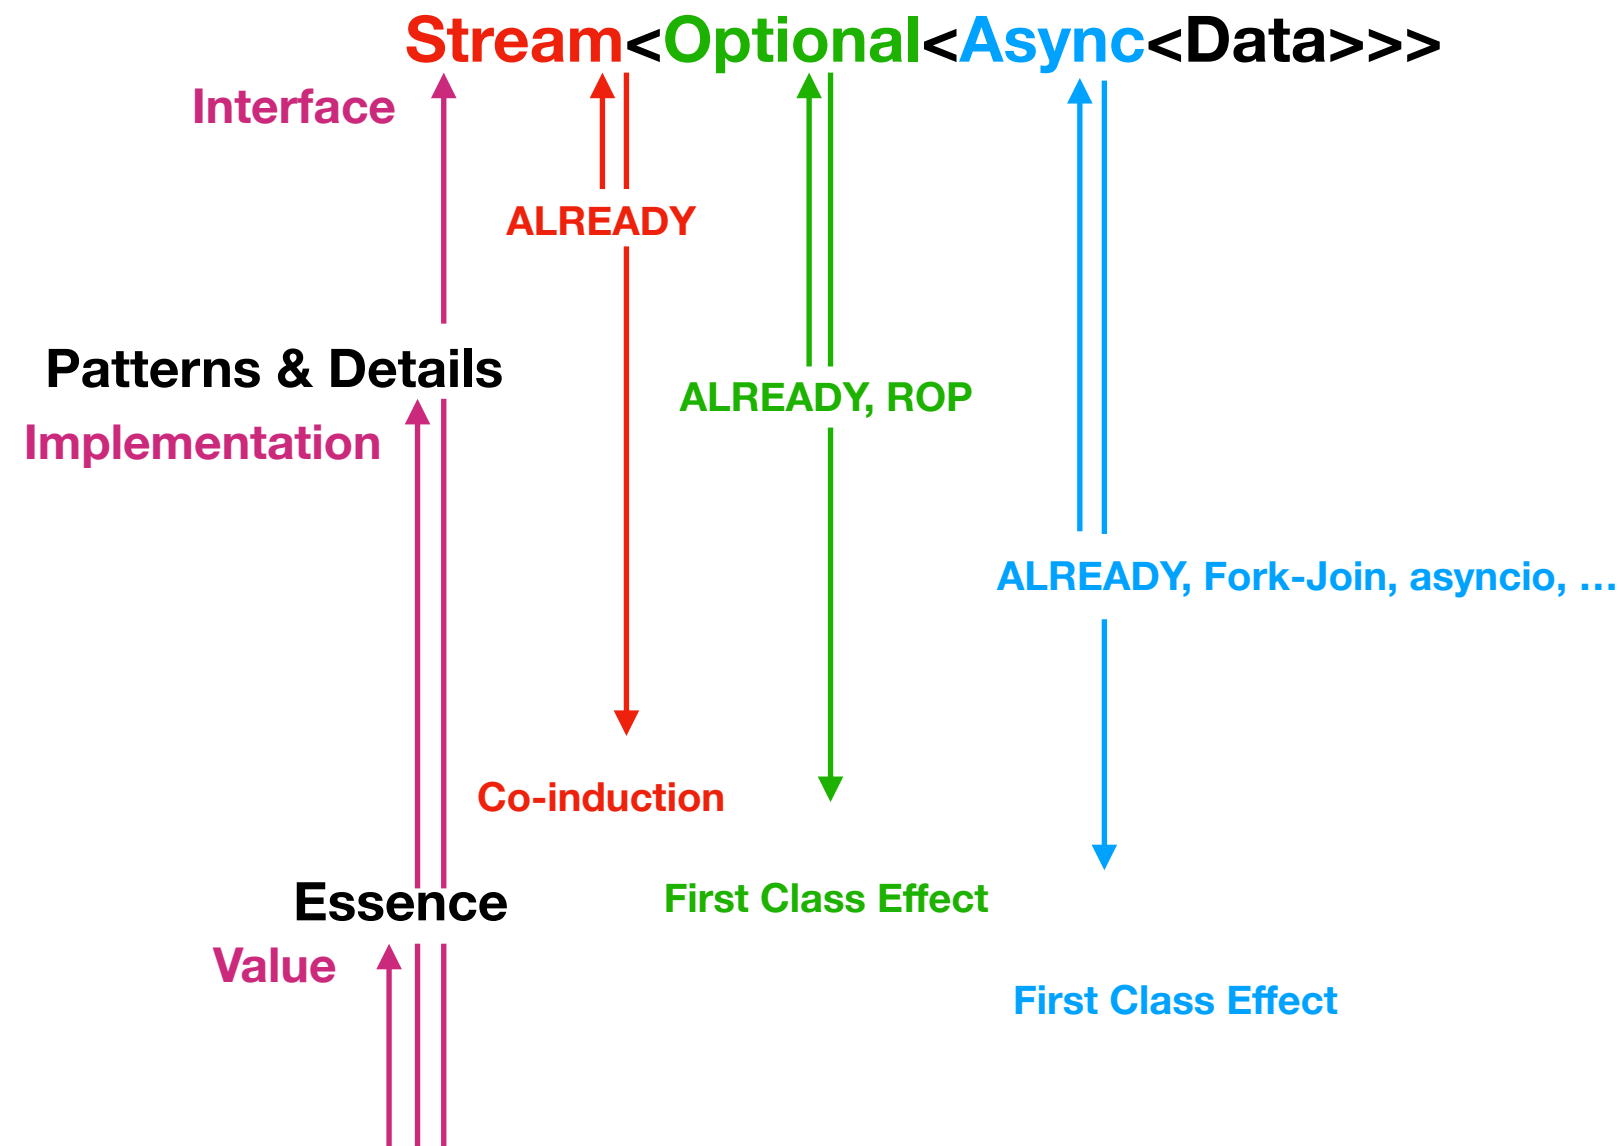 Stream<Optional<Async<Data>>>
Interface
ALREADY
Patterns & Details
ALREADY, ROP
Implementation
ALREADY, Fork-Join, asyncio, …
Co-induction
Essence
First Class Effect
Value
First Class Effect